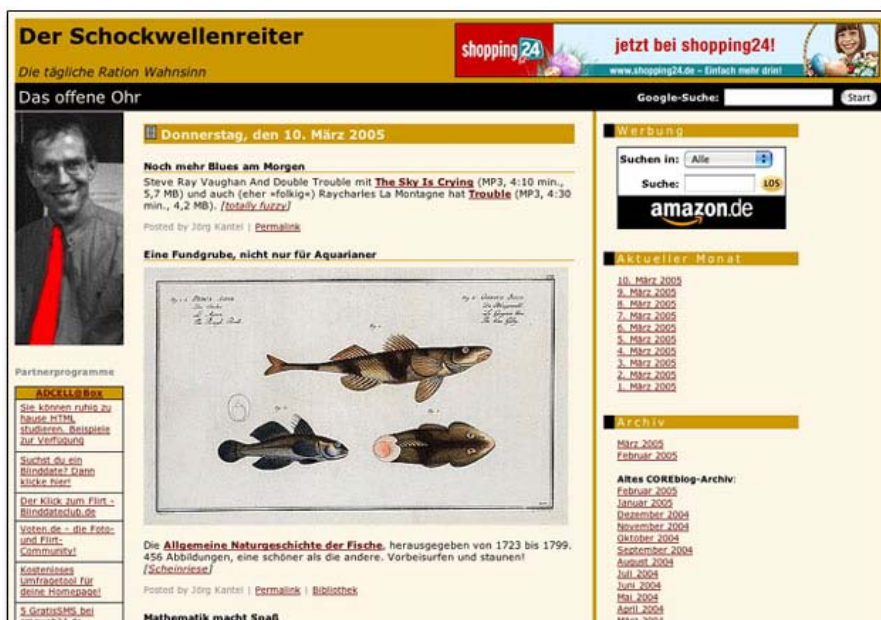 Der Schockwellenreiter
Die tägliche Ration Wahnsinn
shopping24
jetzt bei shopping24!
www.shopping24.de – Einfach mehr drin!
Das offene Ohr
Google-Suche:
Start
Partnerprogramme
ADCELL@Box
Sie können ruhig zu
hause HTML
studieren. Beispiele
zur Verfügung
Suchst du ein
Blinddate? Dann
klicke hier!
Der Klick zum Flirt -
Blinddateclub.de
Voten.de - die Foto-
und Flirt-
Community!
Kostenloses
Umfragetool für
deine Homepage!
5 GratisSMS bei
Donnerstag, den 10. März 2005
Noch mehr Blues am Morgen
Steve Ray Vaughan And Double Trouble mit The Sky Is Crying (MP3, 4:10 min.,
5,7 MB) und auch (eher »folkig«) Raycharles La Montagne hat Trouble (MP3, 4:30
min., 4,2 MB). [totally fuzzy]
Posted by Jörg Kantel | Permalink
Eine Fundgrube, nicht nur für Aquarianer
Die Allgemeine Naturgeschichte der Fische, herausgegeben von 1723 bis 1799.
456 Abbildungen, eine schöner als die andere. Vorbeisurfen und staunen!
[Scheinriese]
Posted by Jörg Kantel | Permalink | Bibliothek
Mathematik macht Spaß
Werbung
Suchen in: Alle
Suche: LOS
amazon.de
Aktueller Monat
10. März 2005
9. März 2005
8. März 2005
7. März 2005
6. März 2005
5. März 2005
4. März 2005
3. März 2005
2. März 2005
1. März 2005
Archiv
März 2005
Februar 2005
Altes COREblog-Archiv:
Februar 2005
Januar 2005
Dezember 2004
November 2004
Oktober 2004
September 2004
August 2004
Juli 2004
Juni 2004
Mai 2004
April 2004
März 2004